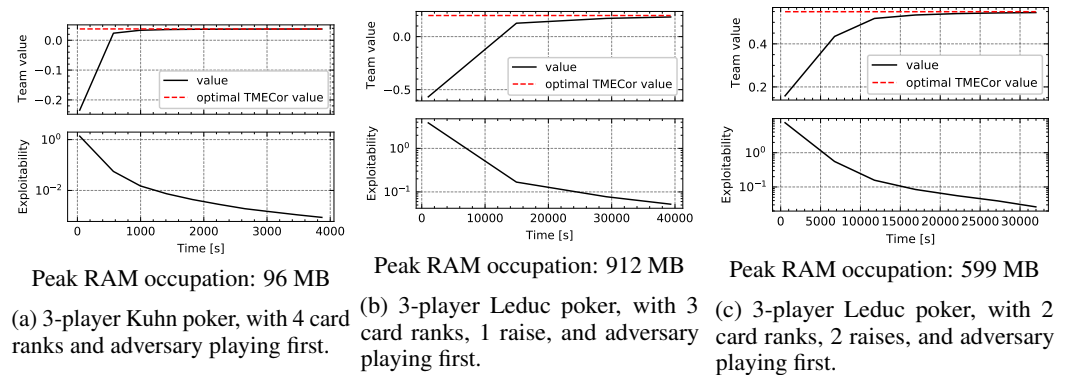 Team value
0.0
−0.1
−0.2
value
optimal TMECor value
Exploitability
10⁰
10⁻²
0 1000 2000 3000 4000
Time [s]
Peak RAM occupation: 96 MB
(a) 3-player Kuhn poker, with 4 card
ranks and adversary playing first.
Team value
0.0
−0.5
value
optimal TMECor value
Exploitability
10⁰
10⁻¹
0 10000 20000 30000 40000
Time [s]
Peak RAM occupation: 912 MB
(b) 3-player Leduc poker, with 3
card ranks, 1 raise, and adversary
playing first.
Team value
0.4
0.2
value
optimal TMECor value
Exploitability
10⁰
10⁻¹
0 5000 10000 15000 20000 25000 30000
Time [s]
Peak RAM occupation: 599 MB
(c) 3-player Leduc poker, with 2
card ranks, 2 raises, and adversary
playing first.